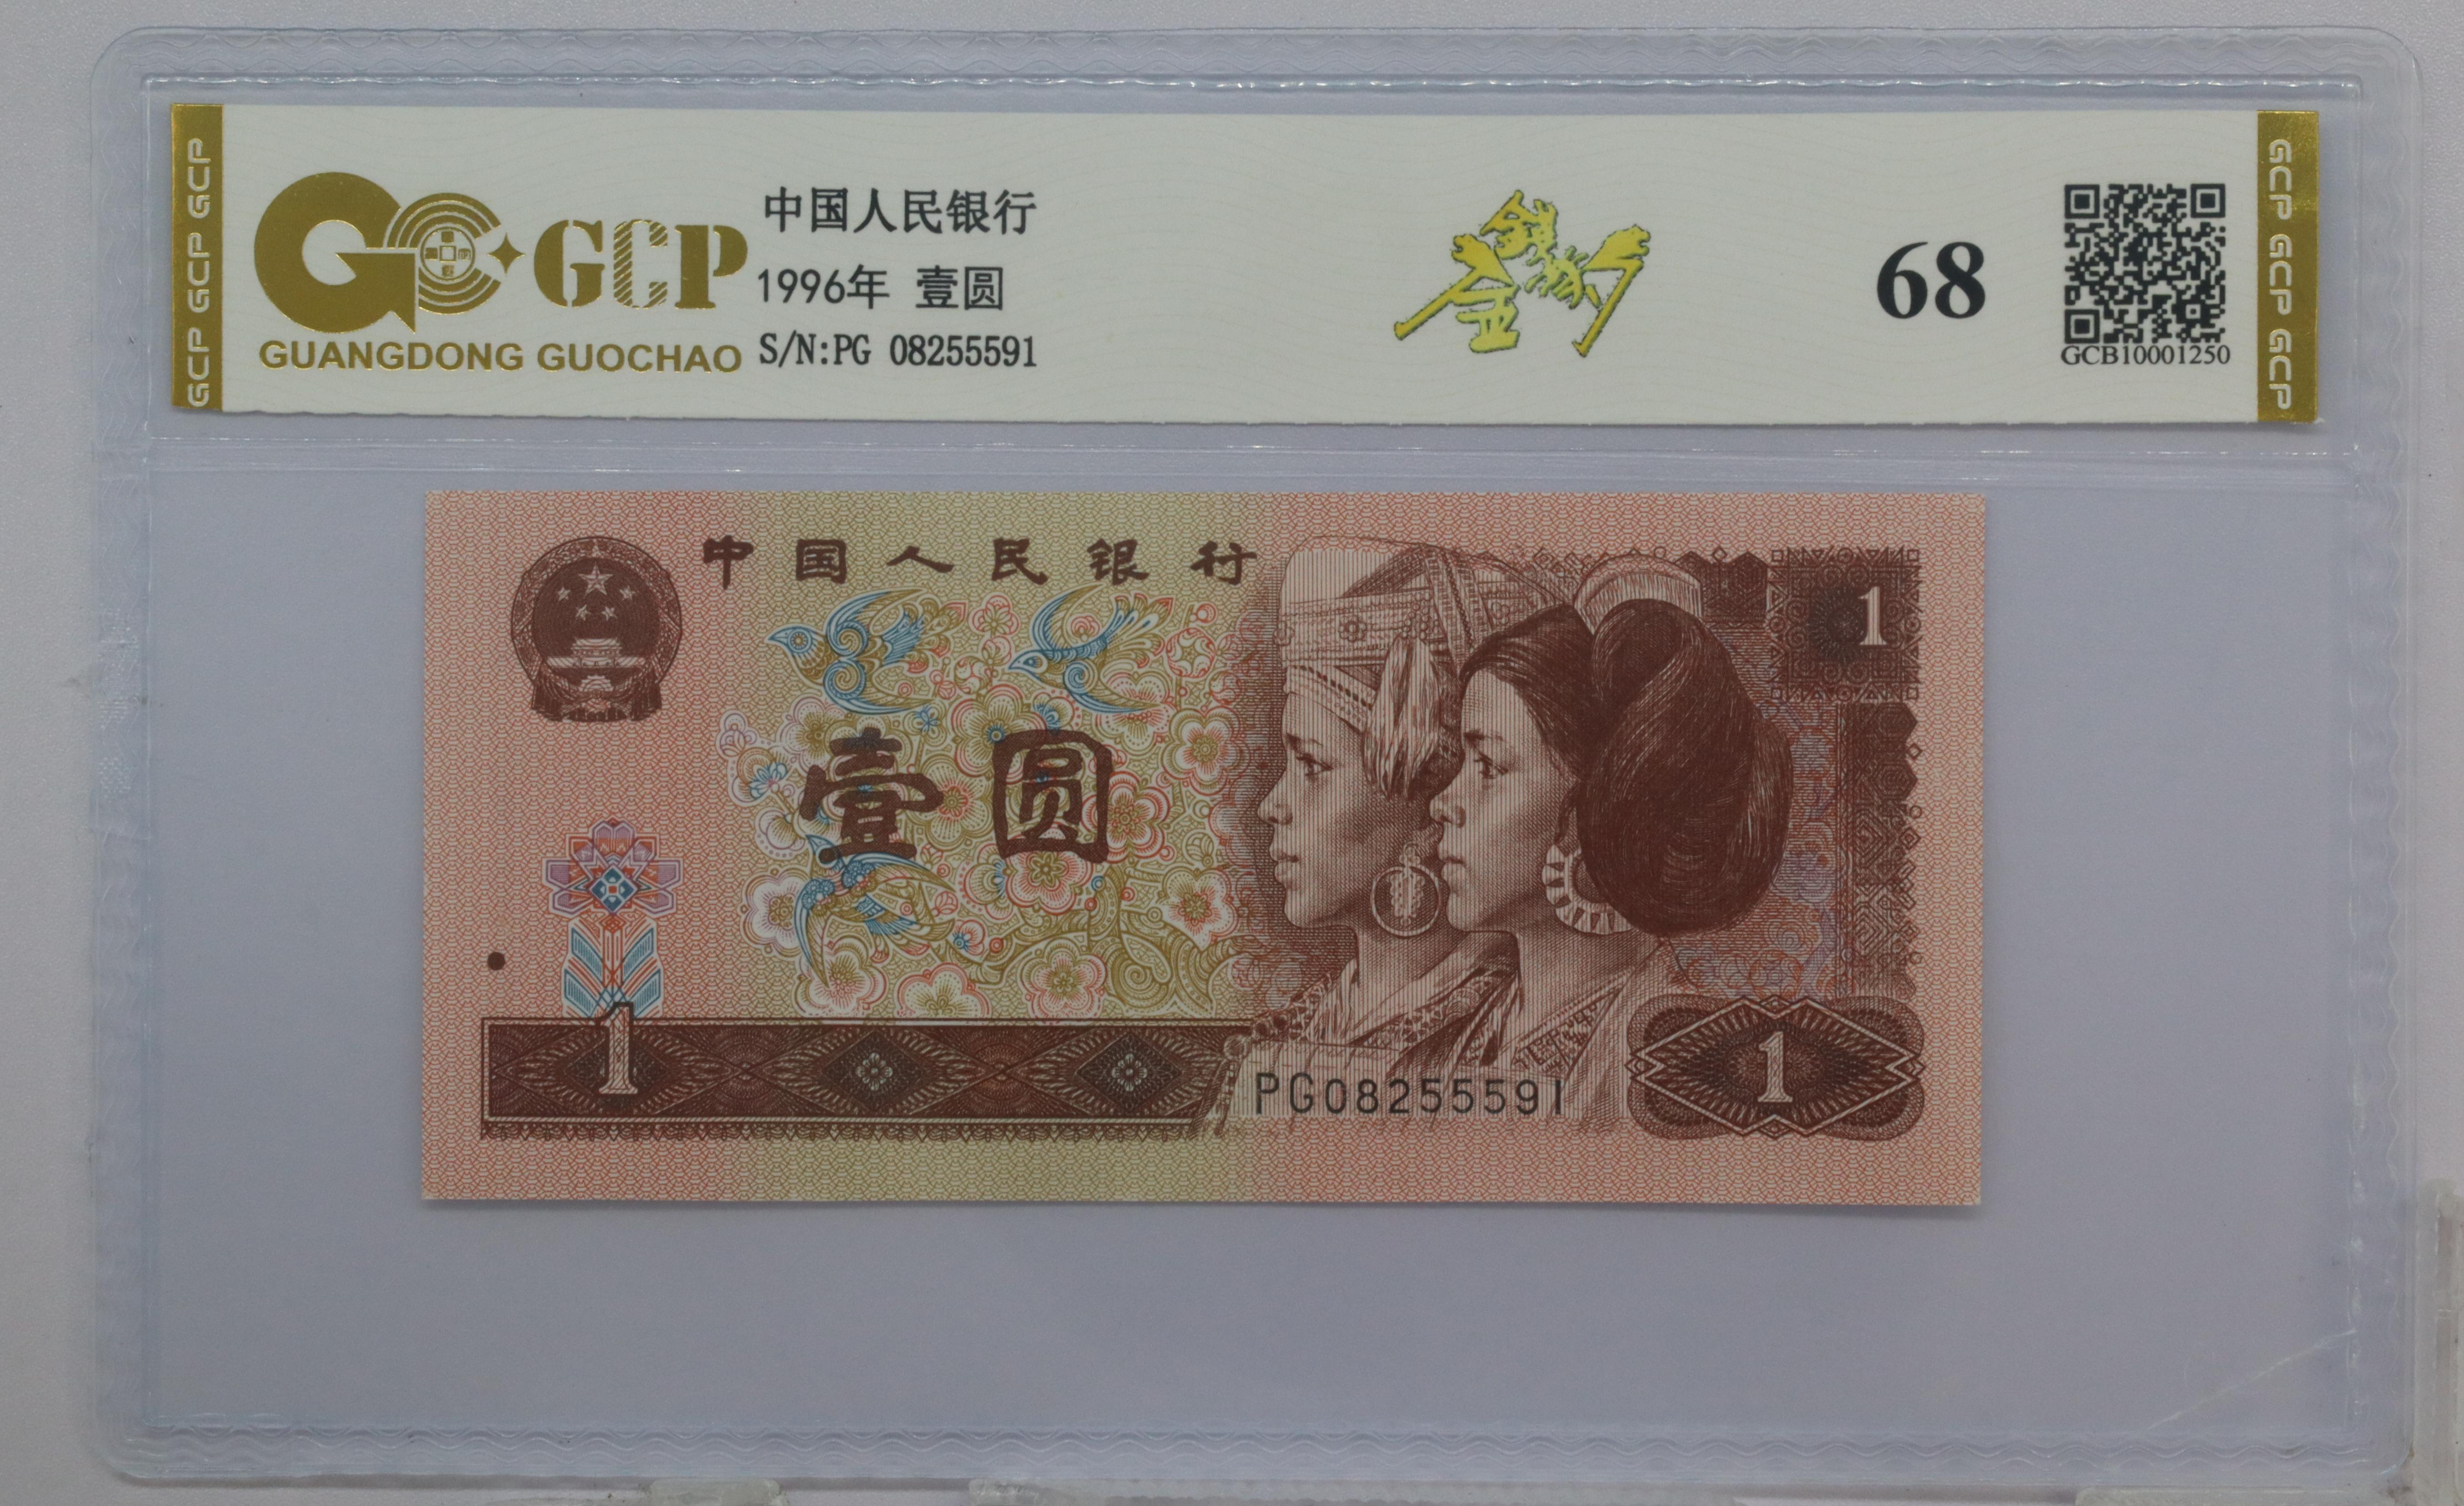 GCP GCP GCP
GCP
GUANGDONG GUOCHAO
中国人民银行
1996年 壹圆
S/N:PG 08255591
68
GCB10001250
GCP GCP GCP
中国人民银行
1
壹圆
1
PG08255591
1